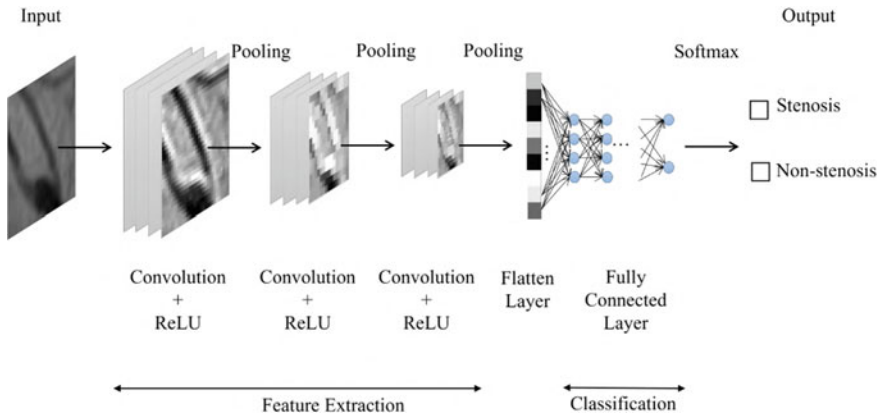 Input
Output
Pooling
Pooling
Pooling
Softmax
Stenosis
Non-stenosis
Convolution
+
ReLU
Convolution
+
ReLU
Convolution
+
ReLU
Flatten
Layer
Fully
Connected
Layer
Feature Extraction
Classification